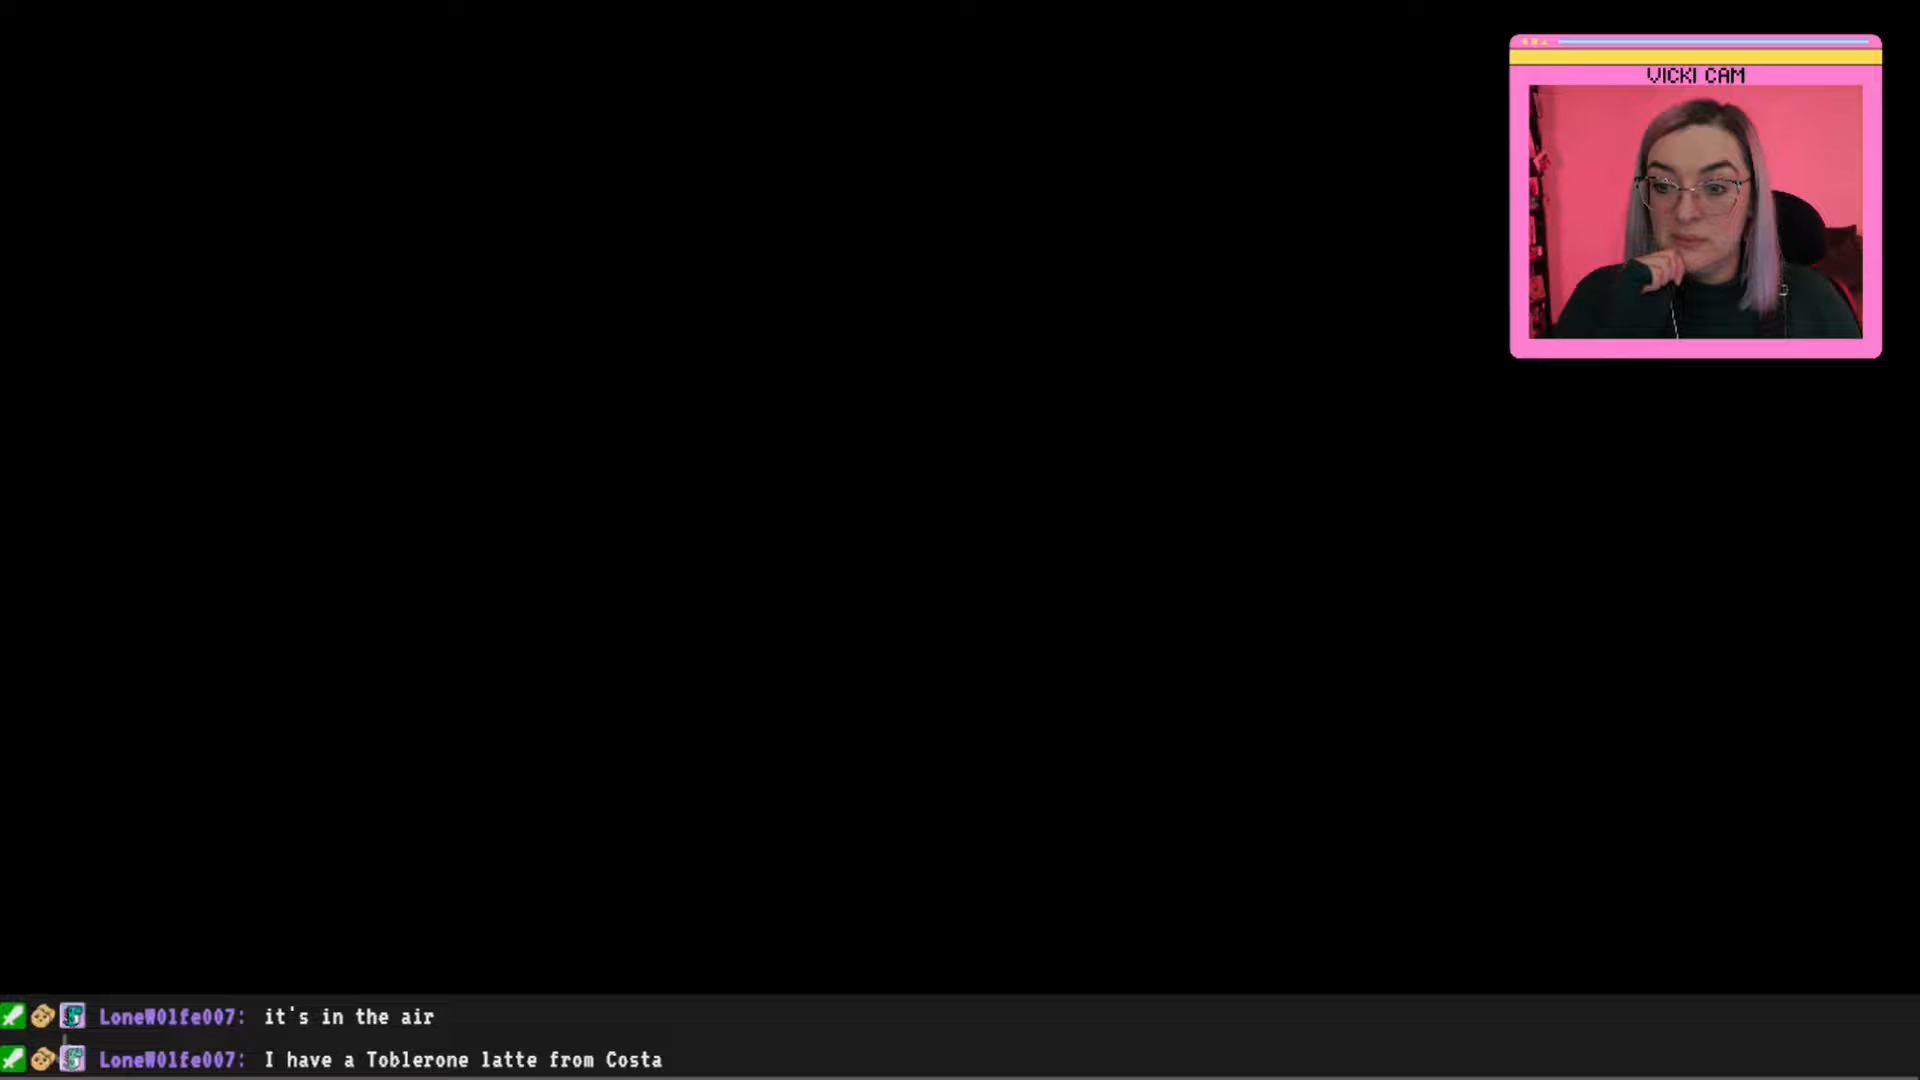 VICKI CAM
LoneW0lfe007: it's in the air
LoneW0lfe007: I have a Toblerone latte from Costa